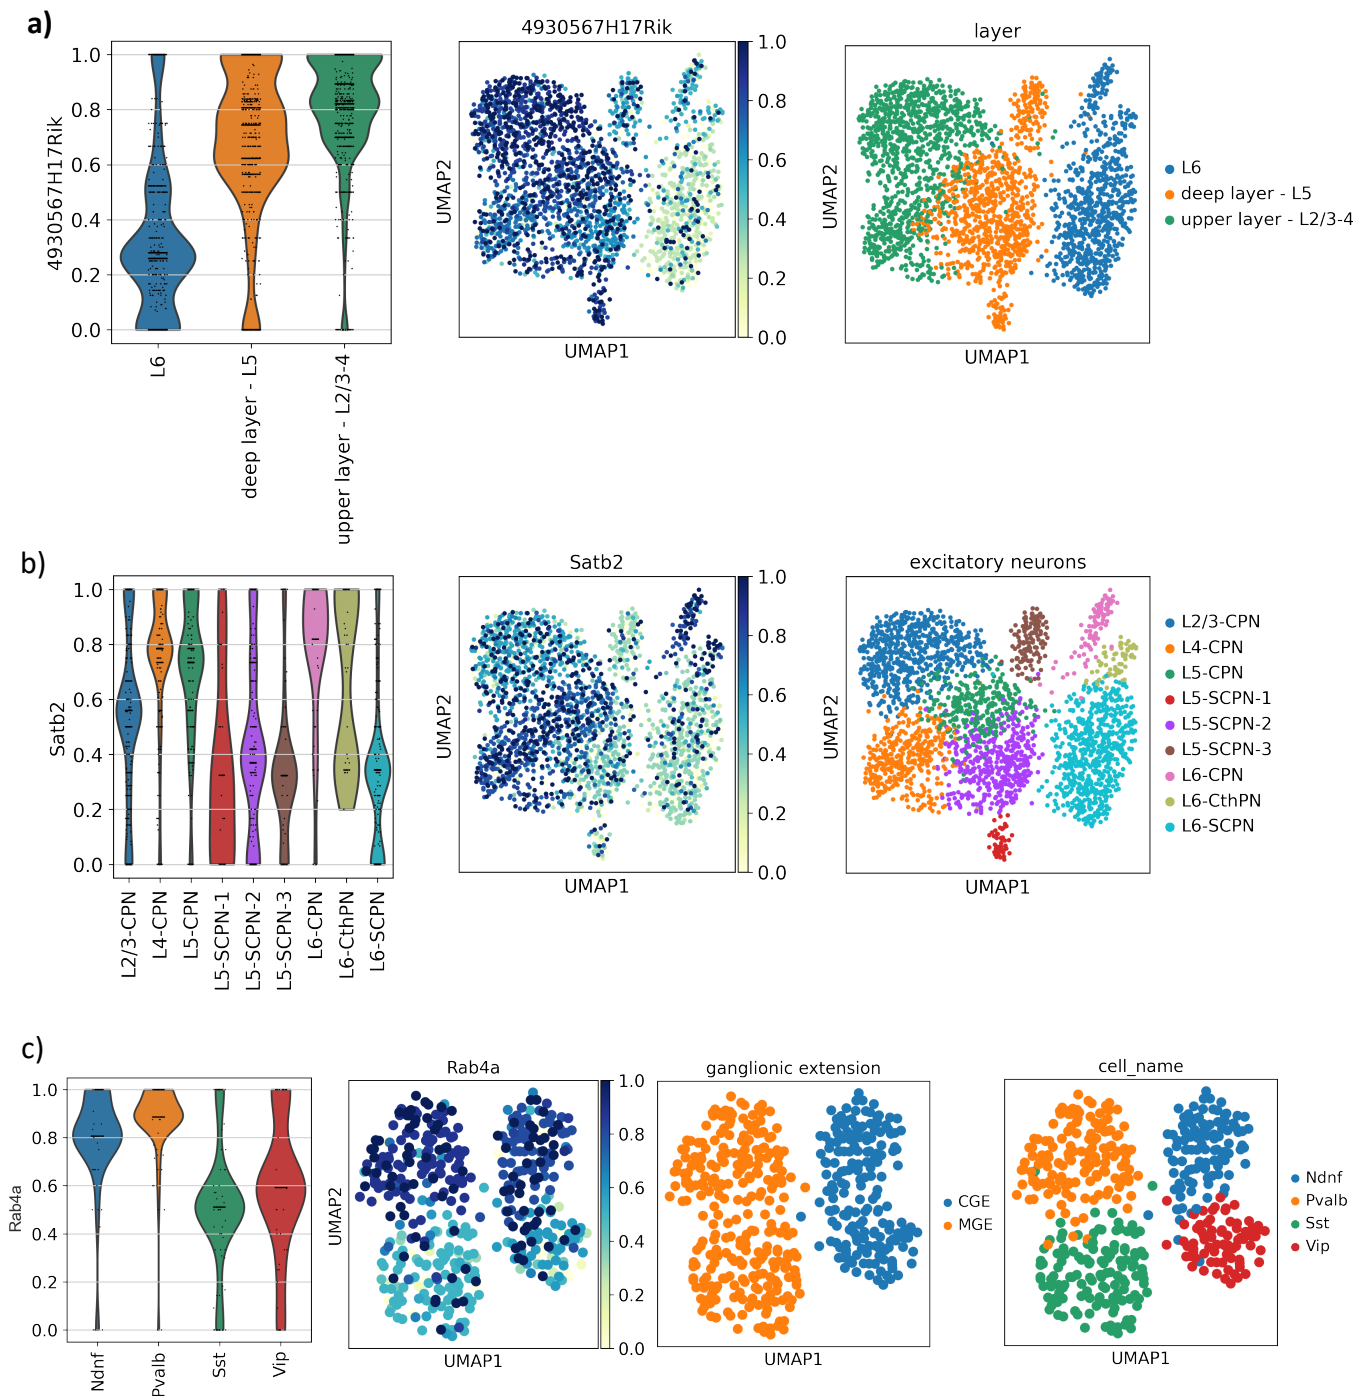 a)
4930567H17Rik
1.0
0.8
0.6
0.4
0.2
0.0
L6
deep layer - L5
upper layer - L2/3-4
4930567H17Rik
UMAP2
UMAP1
1.0
0.8
0.6
0.4
0.2
0.0
layer
UMAP2
UMAP1
L6
deep layer - L5
upper layer - L2/3-4
b)
Satb2
1.0
0.8
0.6
0.4
0.2
0.0
L2/3-CPN
L4-CPN
L5-CPN
L5-SCPN-1
L5-SCPN-2
L5-SCPN-3
L6-CPN
L6-CthPN
L6-SCPN
Satb2
UMAP2
UMAP1
1.0
0.8
0.6
0.4
0.2
0.0
excitatory neurons
UMAP2
UMAP1
L2/3-CPN
L4-CPN
L5-CPN
L5-SCPN-1
L5-SCPN-2
L5-SCPN-3
L6-CPN
L6-CthPN
L6-SCPN
c)
Rab4a
1.0
0.8
0.6
0.4
0.2
0.0
Ndnf
Pvalb
Sst
Vip
Rab4a
UMAP2
UMAP1
1.0
0.8
0.6
0.4
0.2
0.0
ganglionic extension
UMAP1
CGE
MGE
cell_name
UMAP1
Ndnf
Pvalb
Sst
Vip